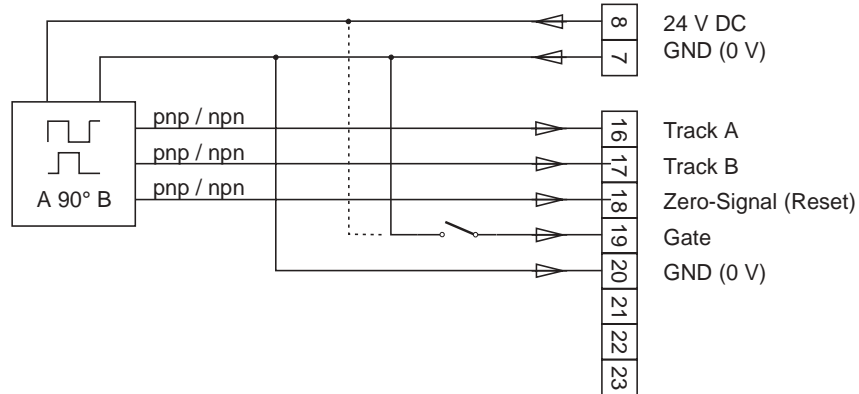 8 24 V DC
7 GND (0 V)
pnp / npn 16 Track A
pnp / npn 17 Track B
pnp / npn 18 Zero-Signal (Reset)
A 90° B
19 Gate
20 GND (0 V)
21
22
23